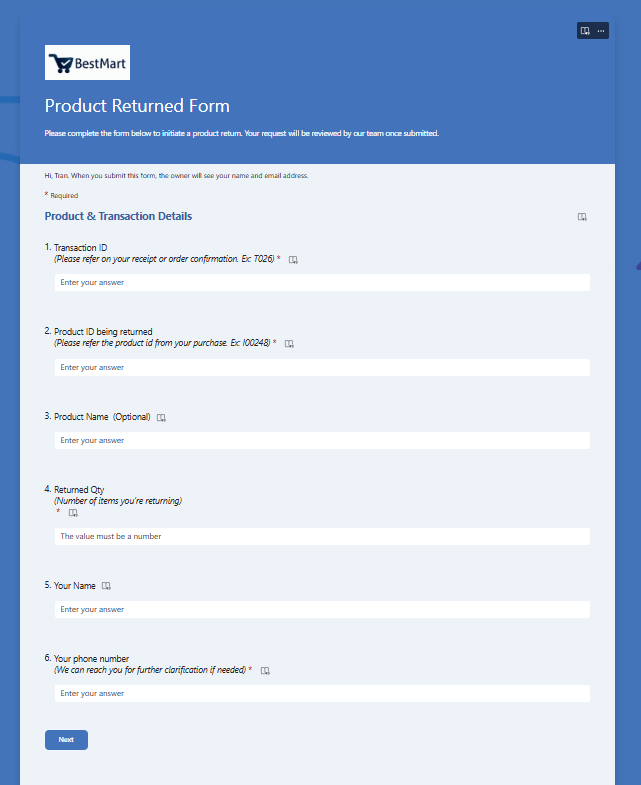 BestMart
Product Returned Form
Please complete the form below to initiate a product return. Your request will be reviewed by our team once submitted.
Hi, Tran. When you submit this form, the owner will see your name and email address.
* Required
Product & Transaction Details
1. Transaction ID
(Please refer on your receipt or order confirmation. Ex: T026) *
Enter your answer
2. Product ID being returned
(Please refer the product id from your purchase. Ex: I00248) *
Enter your answer
3. Product Name (Optional)
Enter your answer
4. Returned Qty
(Number of items you're returning)
*
The value must be a number
5. Your Name
Enter your answer
6. Your phone number
(We can reach you for further clarification if needed) *
Enter your answer
Next